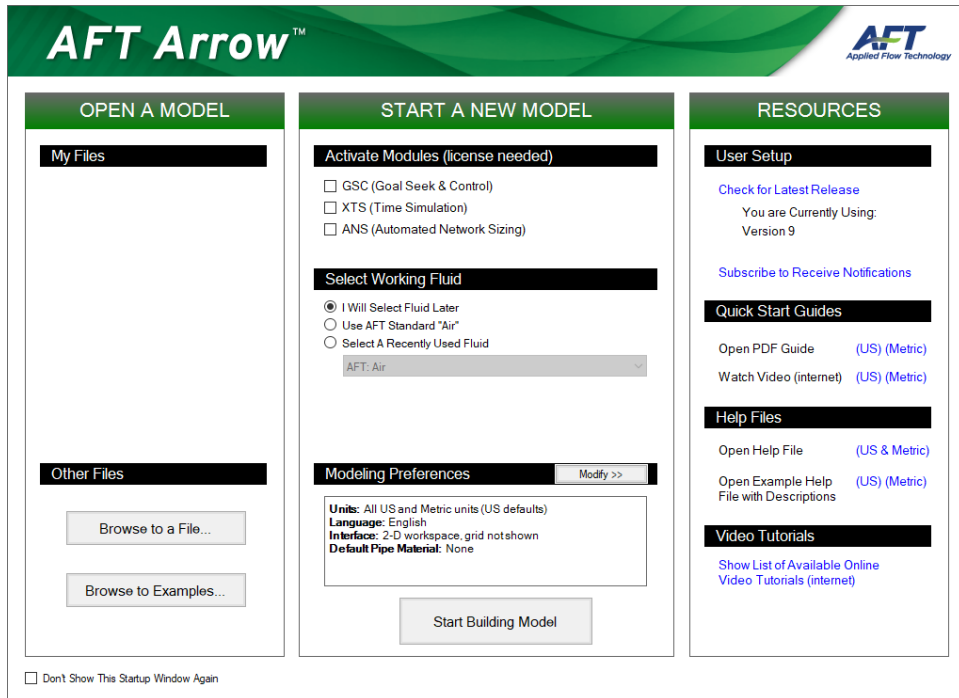 AFT Arrow™
AFT
Applied Flow Technology
OPEN A MODEL
My Files
Other Files
Browse to a File...
Browse to Examples...
START A NEW MODEL
Activate Modules (license needed)
GSC (Goal Seek & Control)
XTS (Time Simulation)
ANS (Automated Network Sizing)
Select Working Fluid
I Will Select Fluid Later
Use AFT Standard "Air"
Select A Recently Used Fluid
AFT: Air
Modeling Preferences
Modify >>
Units: All US and Metric units (US defaults)
Language: English
Interface: 2-D workspace, grid not shown
Default Pipe Material: None
Start Building Model
RESOURCES
User Setup
Check for Latest Release
You are Currently Using:
Version 9
Subscribe to Receive Notifications
Quick Start Guides
Open PDF Guide (US) (Metric)
Watch Video (internet) (US) (Metric)
Help Files
Open Help File (US & Metric)
Open Example Help (US) (Metric)
File with Descriptions
Video Tutorials
Show List of Available Online
Video Tutorials (internet)
Don't Show This Startup Window Again